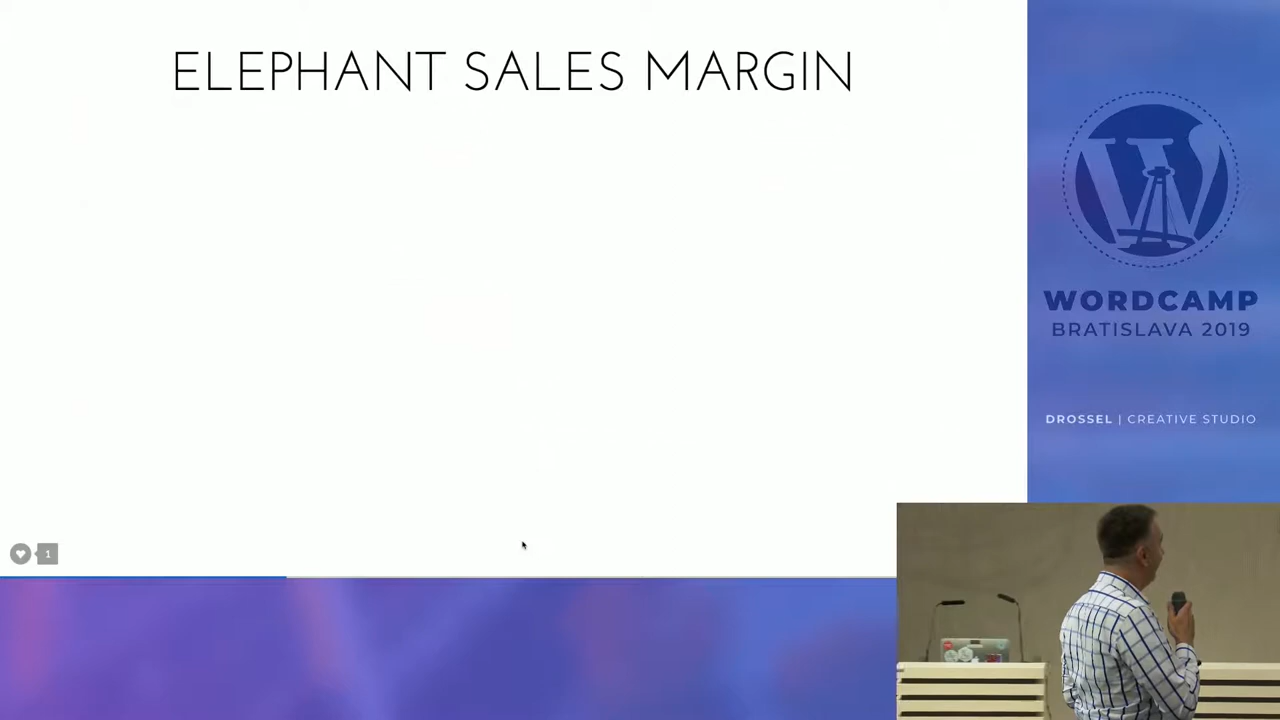 ELEPHANT SALES MARGIN
WORDCAMP
BRATISLAVA 2019
DROSSEL | CREATIVE STUDIO
1